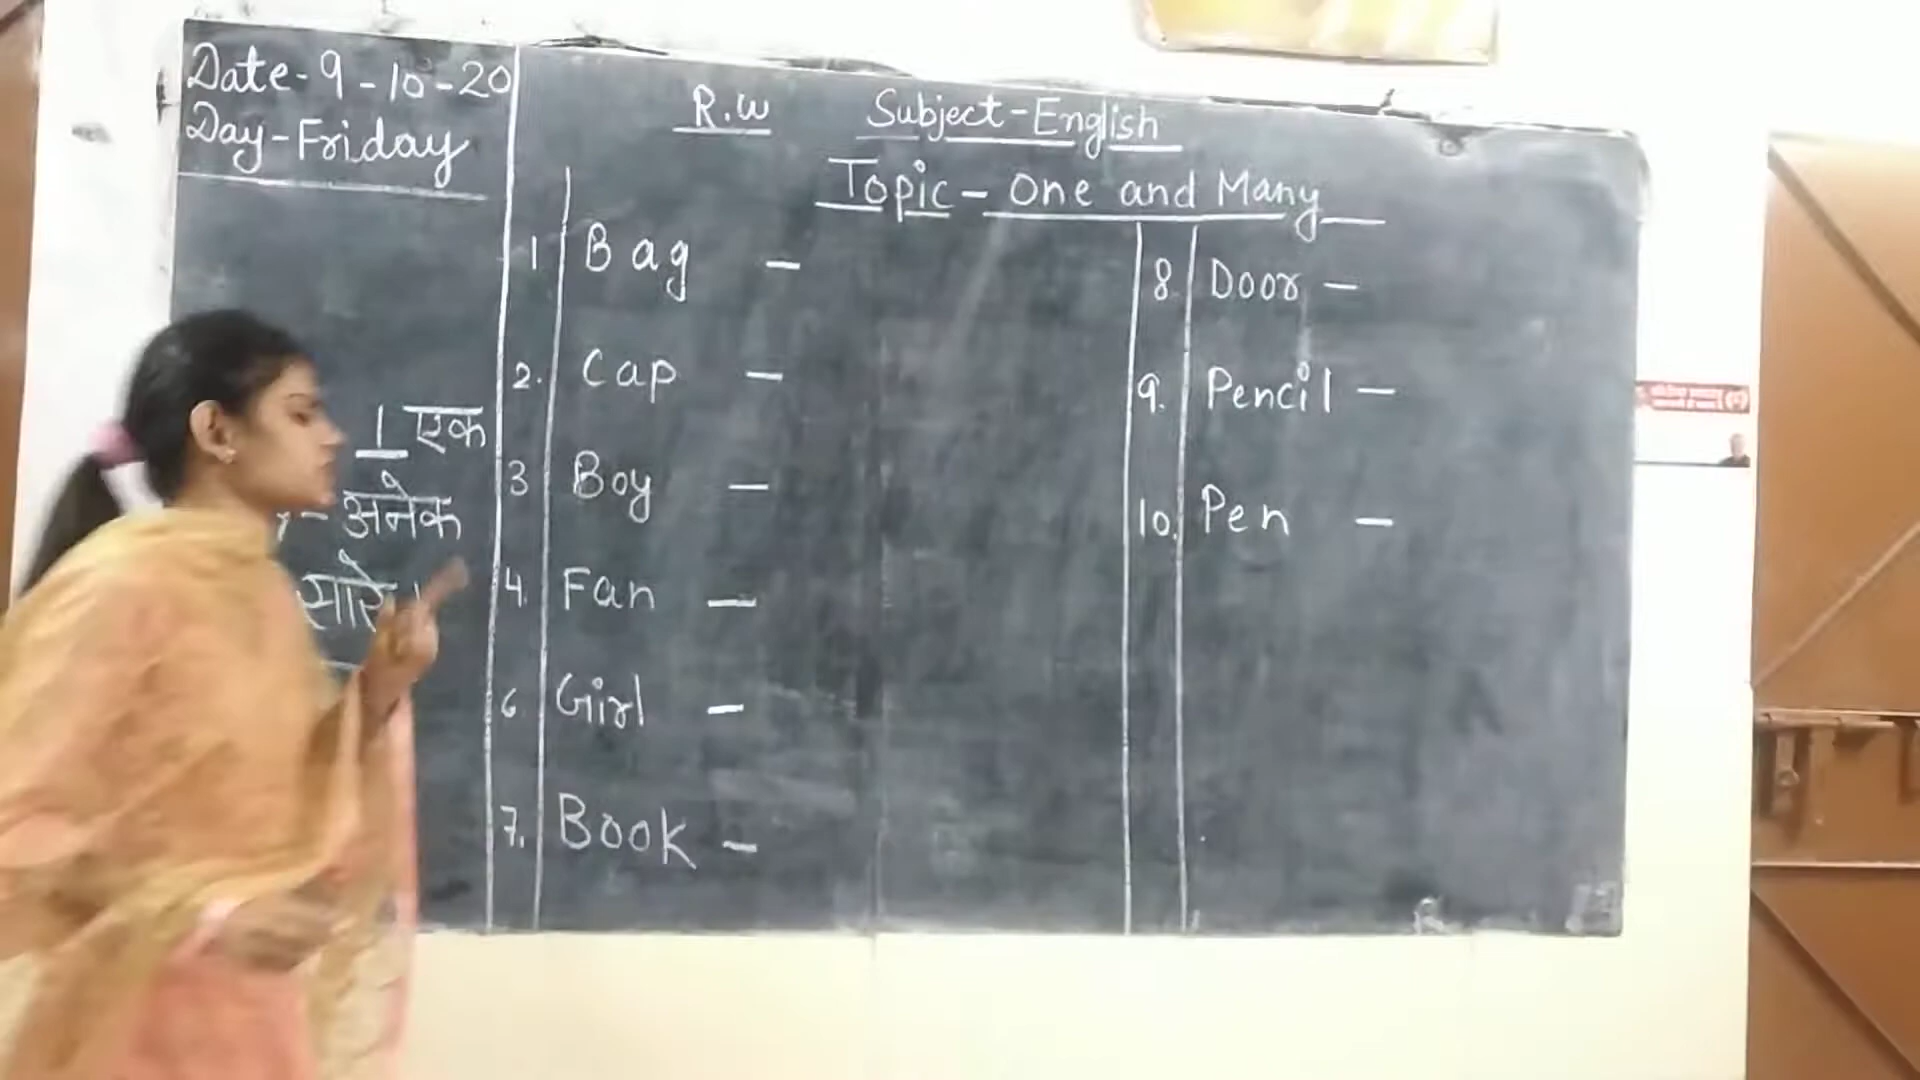 Date-9-10-20
Day-Friday
R.w
Subject-English
Topic-One and Many
1 एक
-अनेक
सारे
1 Bag -
2. Cap -
3 Boy -
4. Fan -
6. Girl -
7. Book -
8 Door -
9. Pencil -
10. Pen -